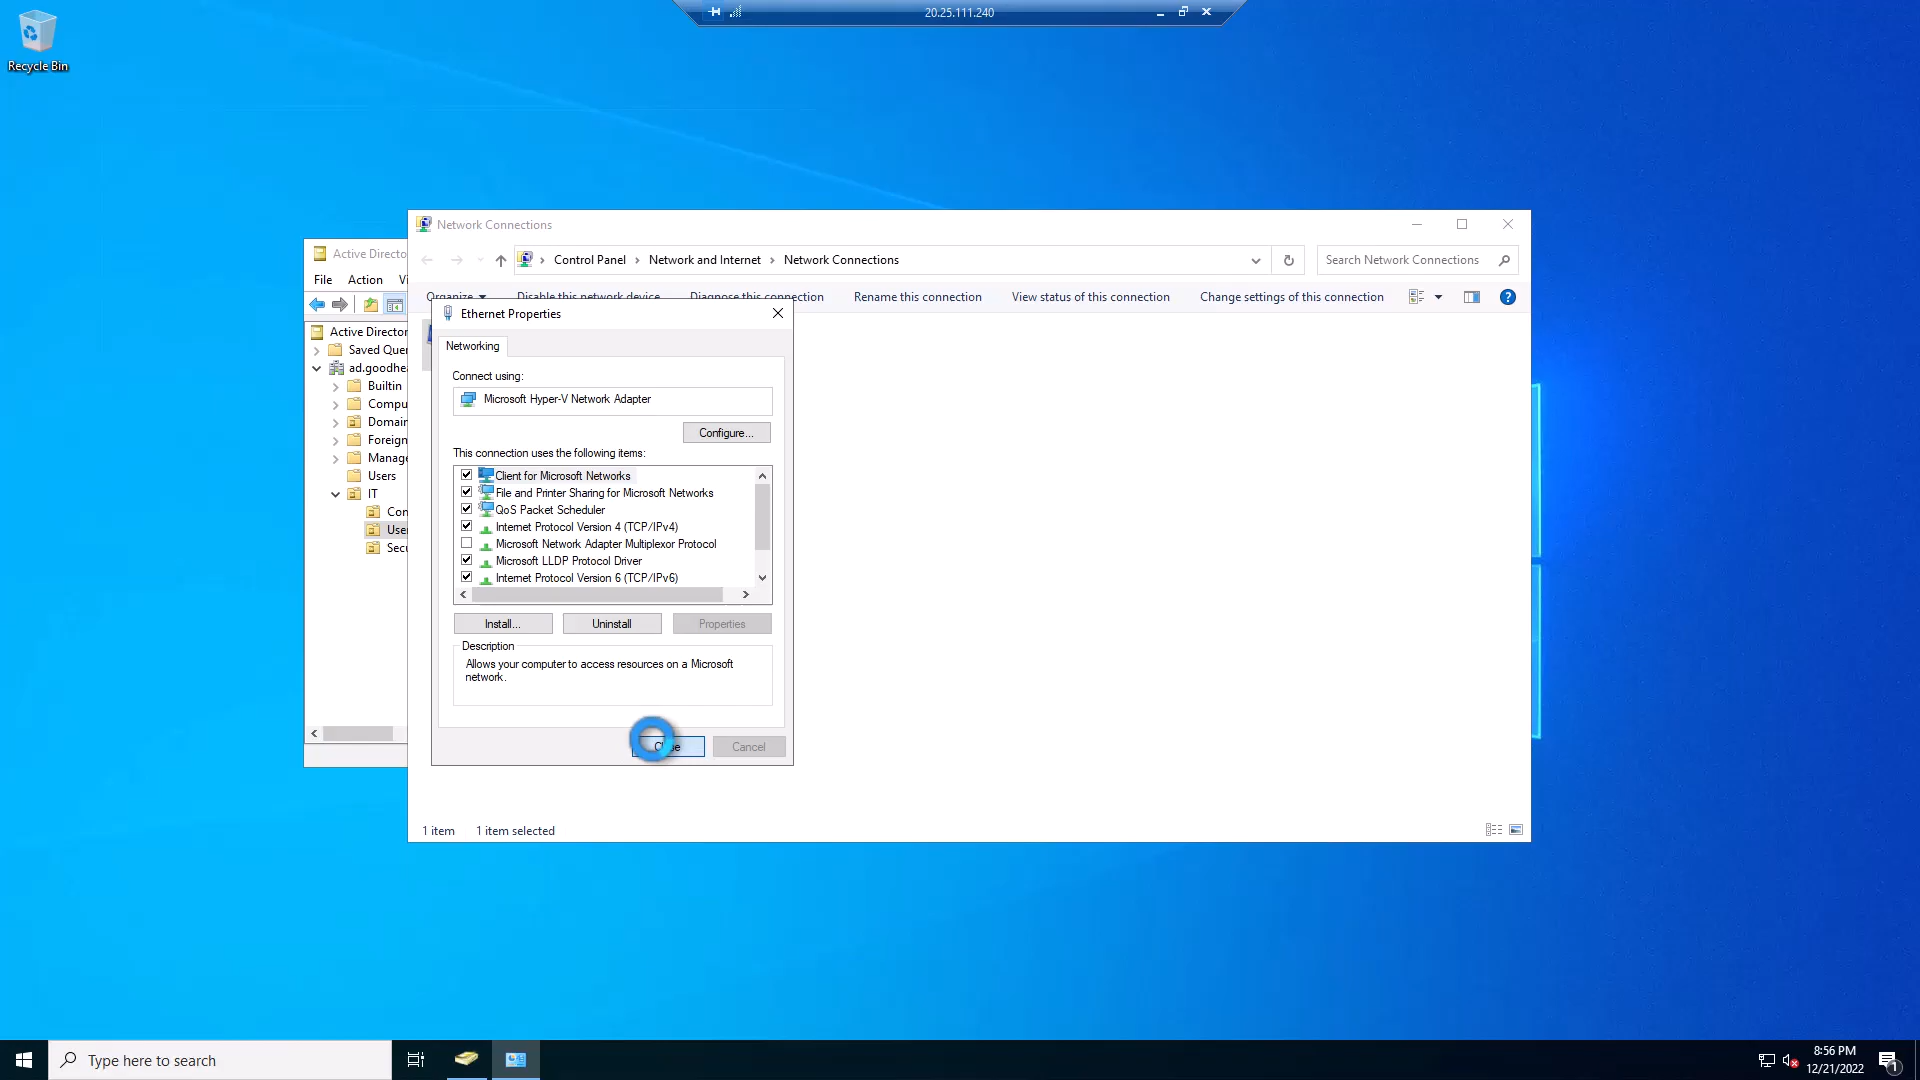 20.25.111.240
Recycle Bin
Network Connections
Control Panel
Network and Internet
Network Connections
Search Network Connections
Organize
Disable this network device
Diagnose this connection
Rename this connection
View status of this connection
Change settings of this connection
Active Directo
File
Action
Active Director
Saved Quer
ad.goodhea
Builtin
Compu
Domain
Foreign
Manage
Users
IT
Con
User
Secu
Ethernet Properties
Networking
Connect using:
Microsoft Hyper-V Network Adapter
Configure...
This connection uses the following items:
Client for Microsoft Networks
File and Printer Sharing for Microsoft Networks
QoS Packet Scheduler
Internet Protocol Version 4 (TCP/IPv4)
Microsoft Network Adapter Multiplexor Protocol
Microsoft LLDP Protocol Driver
Internet Protocol Version 6 (TCP/IPv6)
Install...
Uninstall
Properties
Description
Allows your computer to access resources on a Microsoft
network.
Cancel
1 item
1 item selected
Type here to search
8:56 PM
12/21/2022
1